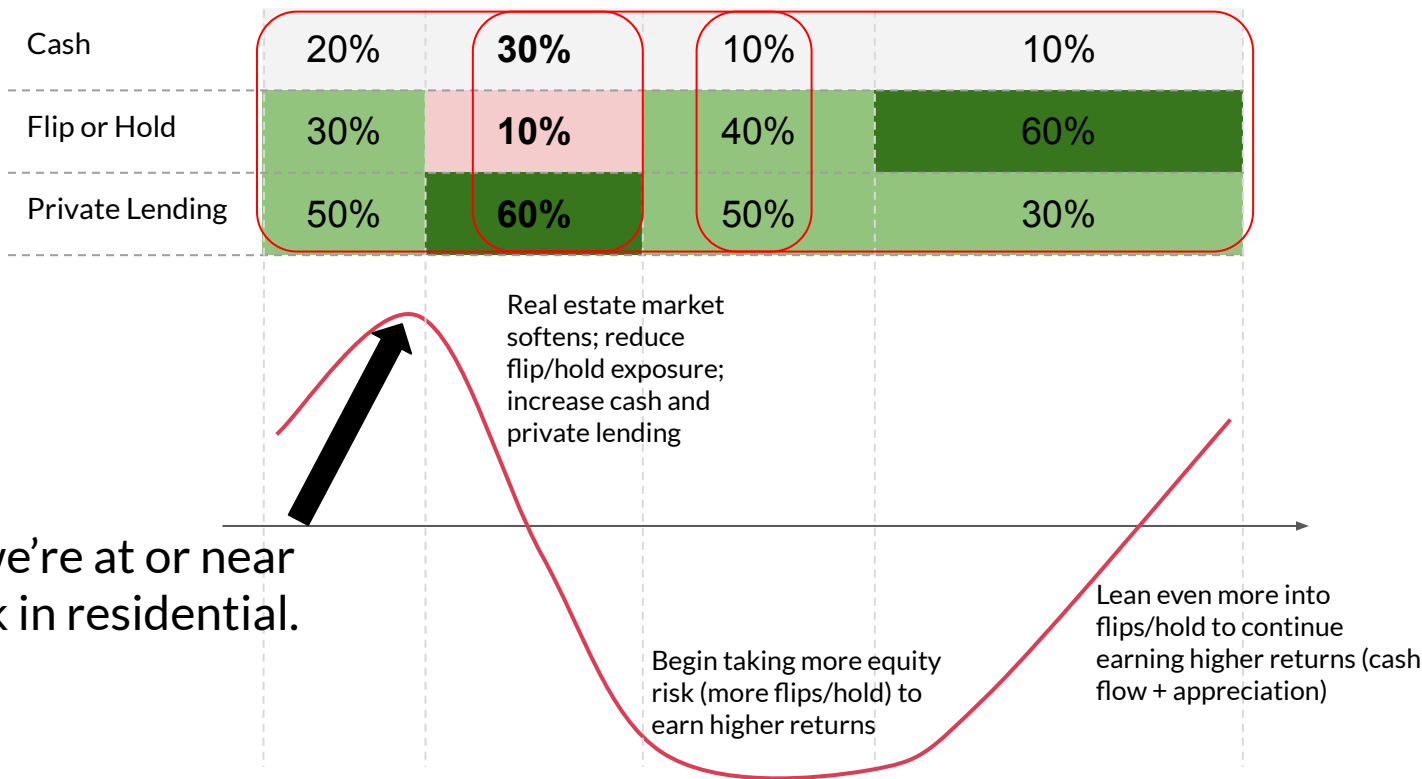 Cash 20% 30% 10% 10%
Flip or Hold 30% 10% 40% 60%
Private Lending 50% 60% 50% 30%
Real estate market
softens; reduce
flip/hold exposure;
increase cash and
private lending
we’re at or near
in residential.
Begin taking more equity
risk (more flips/hold) to
earn higher returns
Lean even more into
flips/hold to continue
earning higher returns (cash
flow + appreciation)